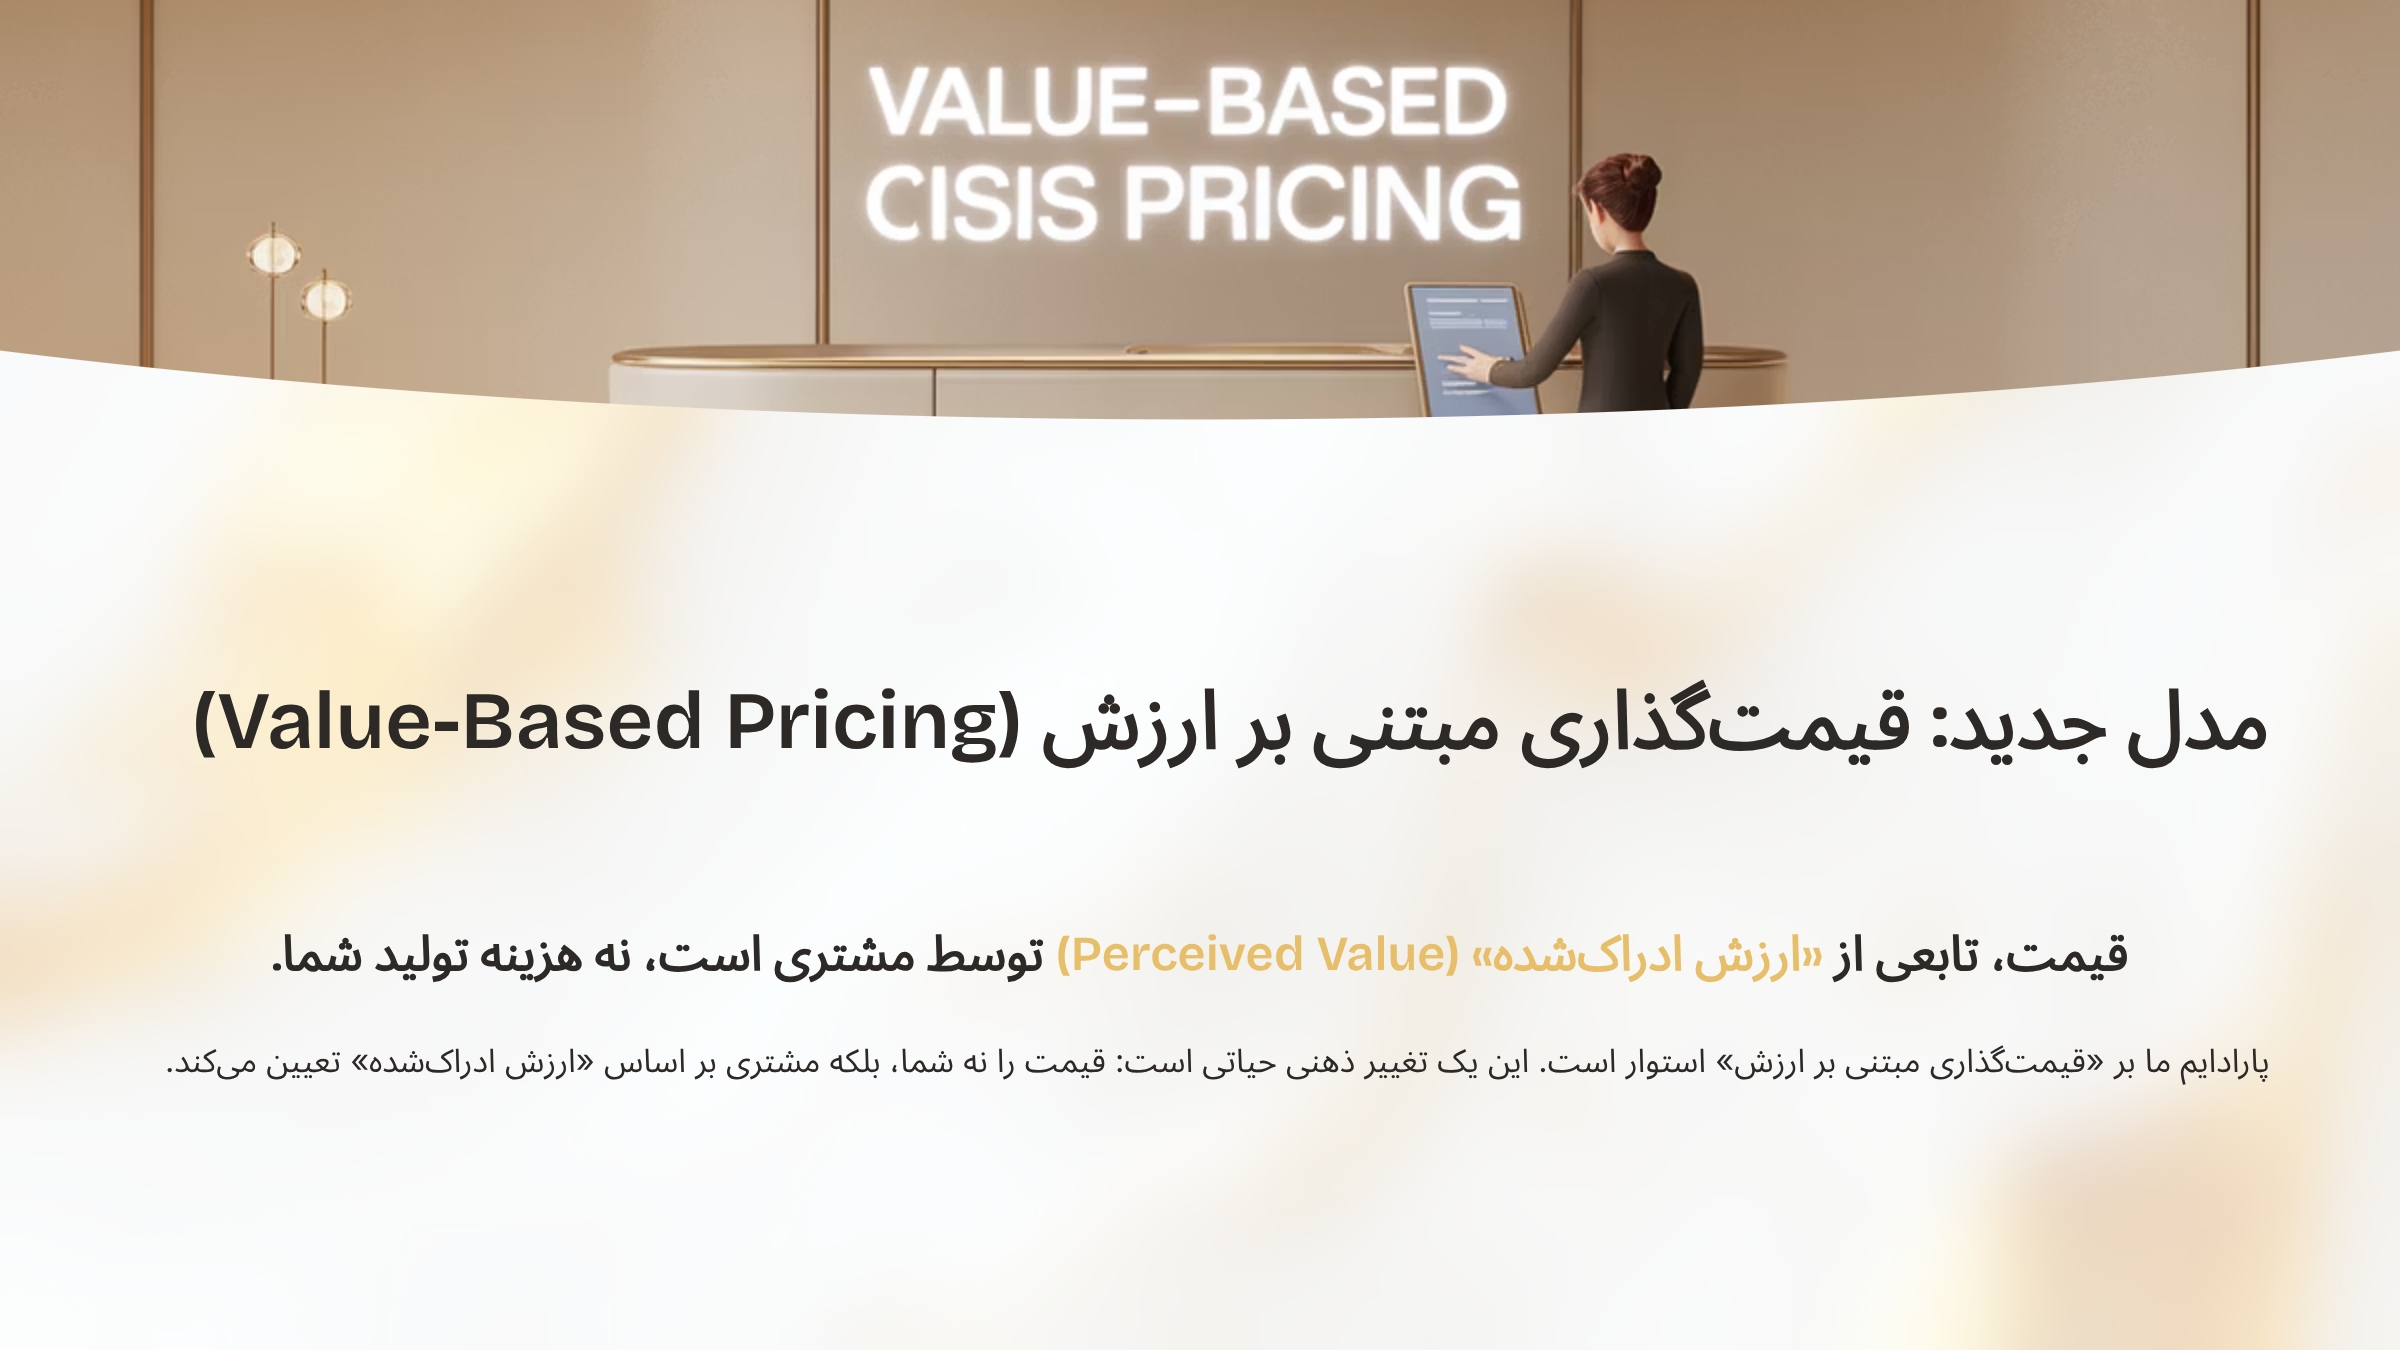 VALUE-BASED
CISIS PRICING
مدل جدید: قیمت‌گذاری مبتنی بر ارزش (Value-Based Pricing)
قیمت، تابعی از «ارزش ادراک‌شده» (Perceived Value) توسط مشتری است، نه هزینه تولید شما.
پارادایم ما بر «قیمت‌گذاری مبتنی بر ارزش» استوار است. این یک تغییر ذهنی حیاتی است: قیمت را نه شما، بلکه مشتری بر اساس «ارزش ادراک‌شده» تعیین می‌کند.